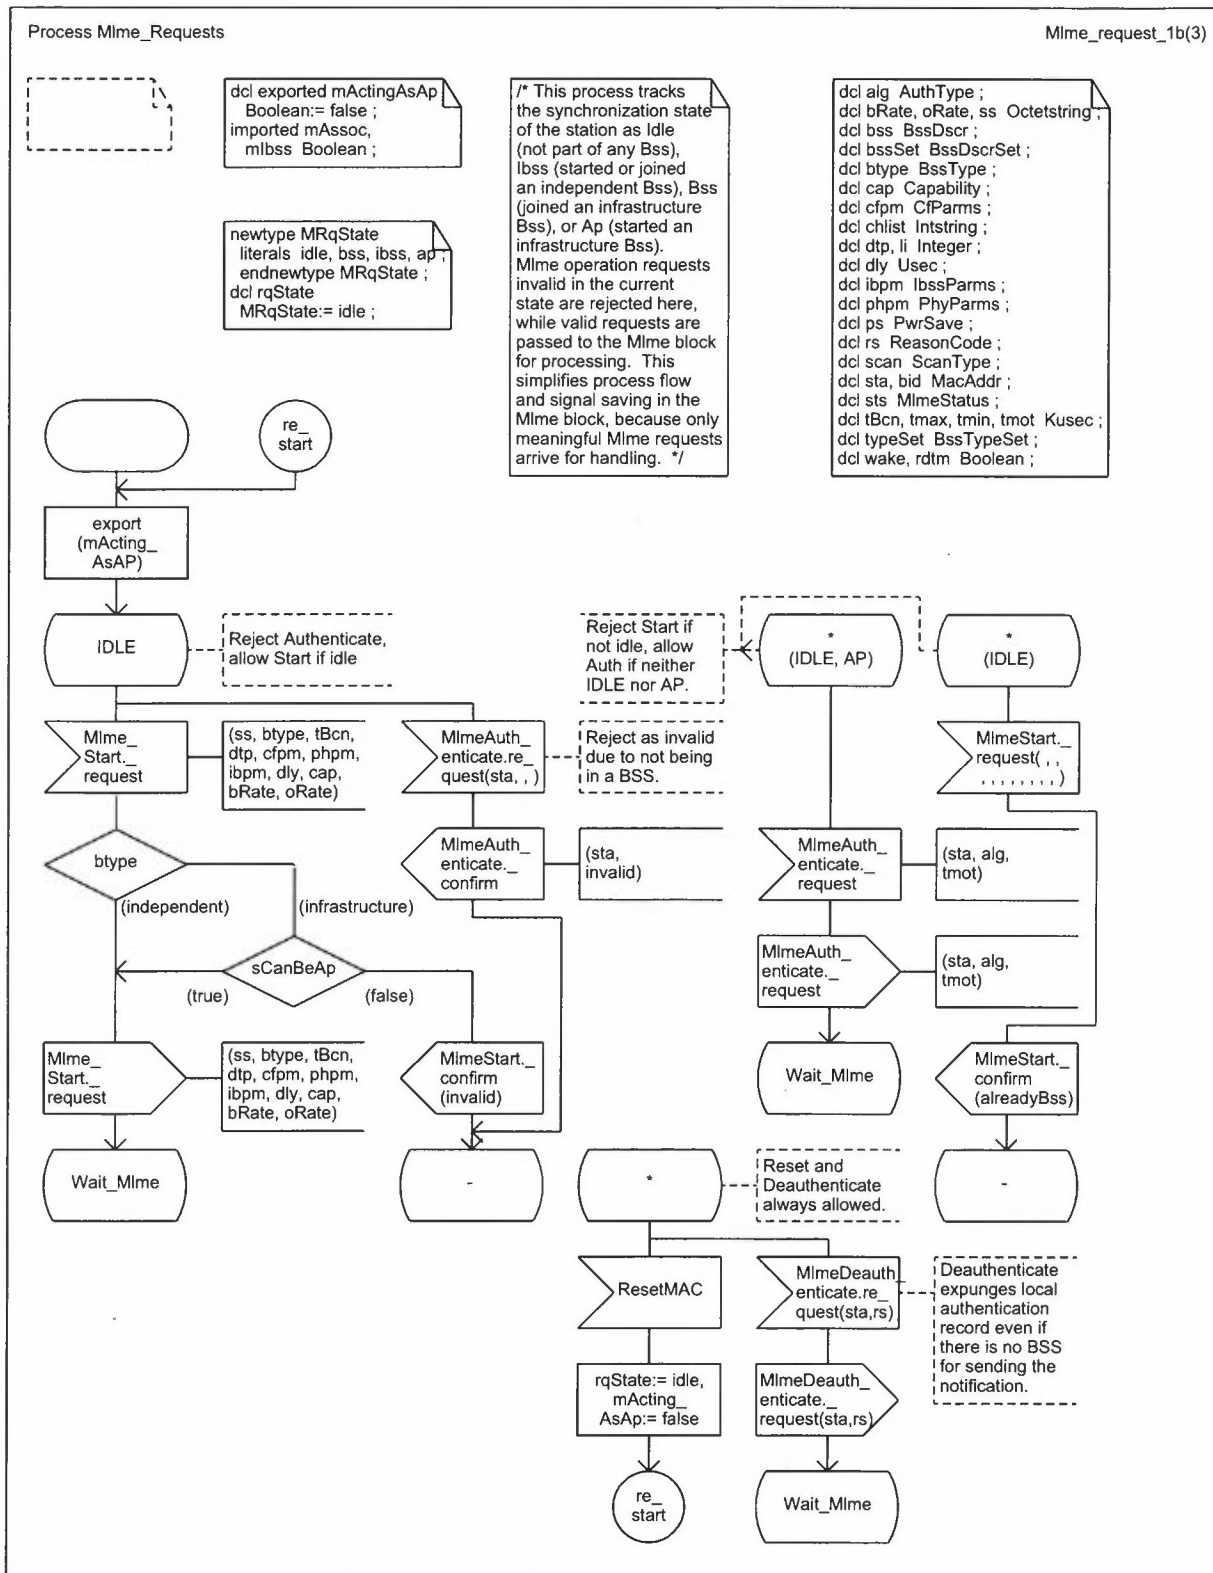 Process Mlme_Requests
Mlme_request_1b(3)
dcl exported mActingAsAp
Boolean:= false ;
imported mAssoc,
mIbss Boolean ;
newtype MRqState
literals idle, bss, ibss, ap ;
endnewtype MRqState ;
dcl rqState
MRqState:= idle ;
/* This process tracks
the synchronization state
of the station as Idle
(not part of any Bss),
Ibss (started or joined
an independent Bss), Bss
(joined an infrastructure
Bss), or Ap (started an
infrastructure Bss).
Mlme operation requests
invalid in the current
state are rejected here,
while valid requests are
passed to the Mlme block
for processing. This
simplifies process flow
and signal saving in the
Mlme block, because only
meaningful Mlme requests
arrive for handling. */
dcl alg AuthType ;
dcl bRate, oRate, ss Octetstring ;
dcl bss BssDscr ;
dcl bssSet BssDscrSet ;
dcl btype BssType ;
dcl cap Capability ;
dcl cfpm CfParms ;
dcl chlist Intstring ;
dcl dtp, li Integer ;
dcl dly Usec ;
dcl ibpm IbssParms ;
dcl phpm PhyParms ;
dcl ps PwrSave ;
dcl rs ReasonCode ;
dcl scan ScanType ;
dcl sta, bid MacAddr ;
dcl sts MlmeStatus ;
dcl tBcn, tmax, tmin, tmot Kusec ;
dcl typeSet BssTypeSet ;
dcl wake, rdtm Boolean ;
re_
start
export
(mActing_
AsAP)
IDLE
Reject Authenticate,
allow Start if idle
Reject Start if
not idle, allow
Auth if neither
IDLE nor AP.
*
(IDLE, AP)
*
(IDLE)
Mlme_
Start._
request
(ss, btype, tBcn,
dtp, cfpm, phpm,
ibpm, dly, cap,
bRate, oRate)
MlmeAuth_
enticate.re_
quest(sta, , )
Reject as invalid
due to not being
in a BSS.
MlmeStart._
request( , ,
, , , , , , , , )
btype
(independent)
(infrastructure)
MlmeAuth_
enticate._
confirm
(sta,
invalid)
MlmeAuth_
enticate._
request
(sta, alg,
tmot)
sCanBeAp
(true)
(false)
MlmeAuth_
enticate._
request
(sta, alg,
tmot)
Mlme_
Start._
request
(ss, btype, tBcn,
dtp, cfpm, phpm,
ibpm, dly, cap,
bRate, oRate)
MlmeStart._
confirm
(invalid)
Wait_Mlme
MlmeStart._
confirm
(alreadyBss)
Wait_Mlme
-
*
Reset and
Deauthenticate
always allowed.
-
ResetMAC
MlmeDeauth_
enticate.re_
quest(sta,rs)
Deauthenticate
expunges local
authentication
record even if
there is no BSS
for sending the
notification.
rqState:= idle,
mActing_
AsAp:= false
MlmeDeauth_
enticate._
request(sta,rs)
re_
start
Wait_Mlme